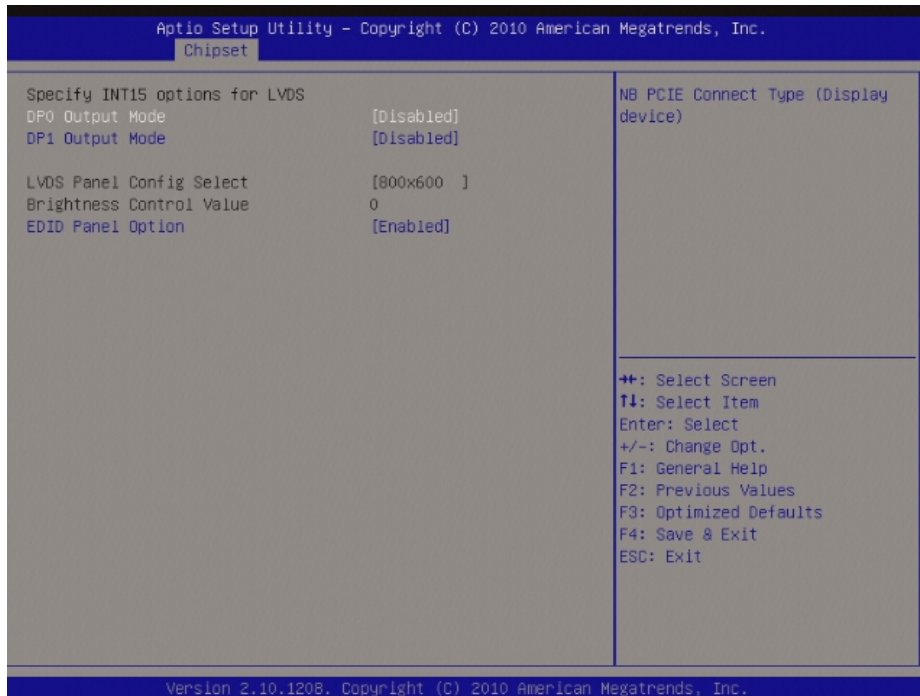 Aptio Setup Utility – Copyright (C) 2010 American Megatrends, Inc.
Chipset
Specify INT15 options for LVDS
DP0 Output Mode [Disabled]
DP1 Output Mode [Disabled]
LVDS Panel Config Select [800x600 ]
Brightness Control Value 0
EDID Panel Option [Enabled]
NB PCIE Connect Type (Display
device)
→←: Select Screen
↑↓: Select Item
Enter: Select
+/-: Change Opt.
F1: General Help
F2: Previous Values
F3: Optimized Defaults
F4: Save & Exit
ESC: Exit
Version 2.10.1208. Copyright (C) 2010 American Megatrends, Inc.